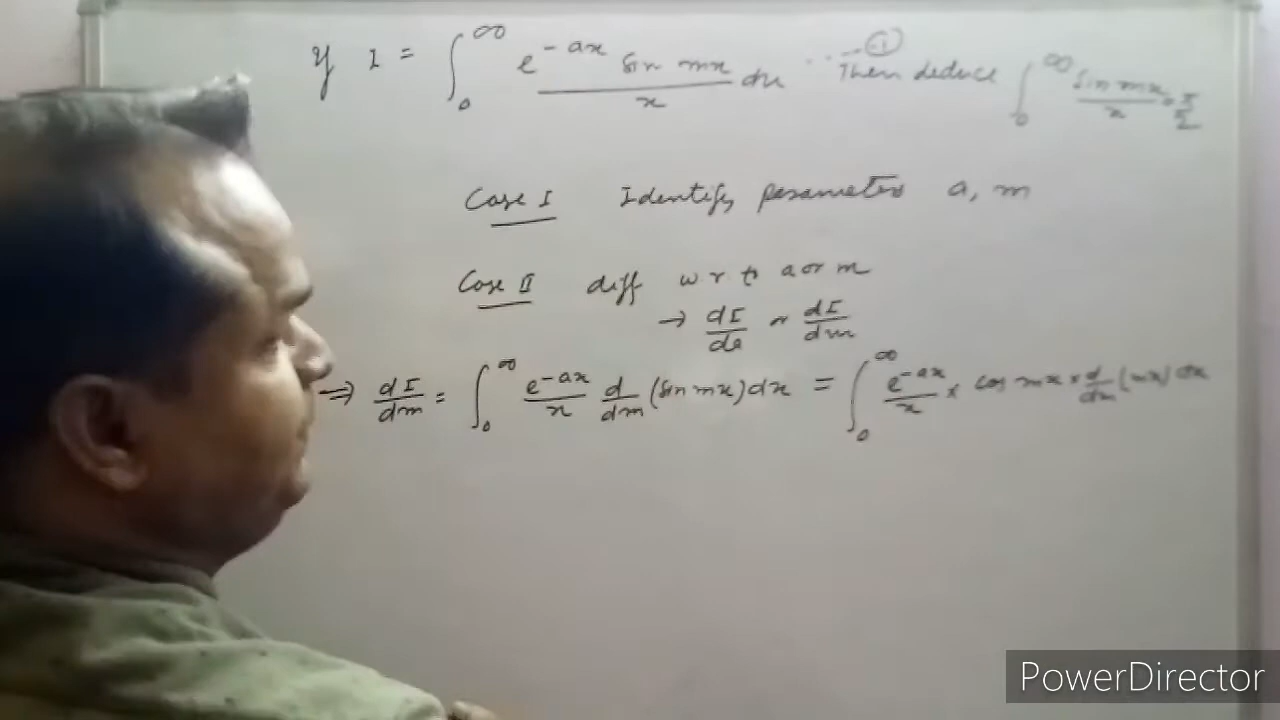 If I = ∫₀^∞ e^{-ax} sin mx / x dx ...① Then deduce ∫₀^∞ sin mx / x = π/2
Case I Identify parameters a, m
Case II diff w r to a or m
→ dI/da or dI/dm
⇒ dI/dm = ∫₀^∞ e^{-ax}/x d/dm (sin mx) dx = ∫₀^∞ e^{-ax}/x × cos mx × d/dm (mx) dx
PowerDirector